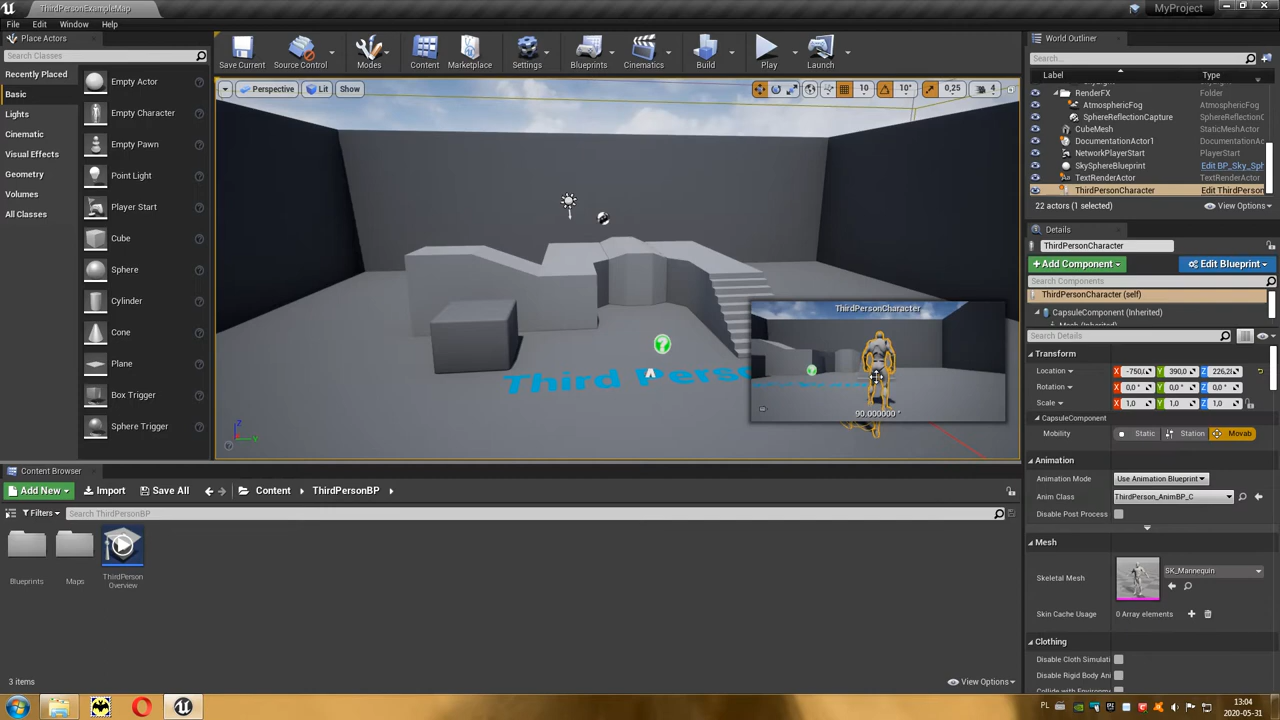 ThirdPersonExampleMap
MyProject
File Edit Window Help
Place Actors
Search Classes
Recently Placed
Basic
Lights
Cinematic
Visual Effects
Geometry
Volumes
All Classes
Empty Actor
Empty Character
Empty Pawn
Point Light
Player Start
Cube
Sphere
Cylinder
Cone
Plane
Box Trigger
Sphere Trigger
Save Current
Source Control
Modes
Content
Marketplace
Settings
Blueprints
Cinematics
Build
Play
Launch
Perspective
Lit
Show
10
10°
0,25
4
Third Perso
ThirdPersonCharacter
90.000000 °
Z
Y
World Outliner
Search...
Label Type
RenderFX Folder
AtmosphericFog AtmosphericFog
SphereReflectionCapture SphereReflectionC
CubeMesh StaticMeshActor
DocumentationActor1 DocumentationAct
NetworkPlayerStart PlayerStart
SkySphereBlueprint Edit BP_Sky_Sph
TextRenderActor TextRenderActor
ThirdPersonCharacter Edit ThirdPerson
22 actors (1 selected)
View Options
Details
ThirdPersonCharacter
+Add Component
Edit Blueprint
Search Components
ThirdPersonCharacter (self)
CapsuleComponent (Inherited)
Mesh (Inherited)
Search Details
Transform
Location X -750,0 Y 390,0 Z 226,28
Rotation X 0,0 ° Y 0,0 ° Z 0,0 °
Scale X 1,0 Y 1,0 Z 1,0
CapsuleComponent
Mobility Static Station Movab
Animation
Animation Mode Use Animation Blueprint
Anim Class ThirdPerson_AnimBP_C
Disable Post Process
Mesh
Skeletal Mesh SK_Mannequin
Skin Cache Usage 0 Array elements
Clothing
Disable Cloth Simulati
Disable Rigid Body Ani
Collide with Environme
Content Browser
Add New
Import
Save All
Content
ThirdPersonBP
Filters
Search ThirdPersonBP
Blueprints
Maps
ThirdPerson
Overview
3 items
View Options
PL
13:04
2020-05-31